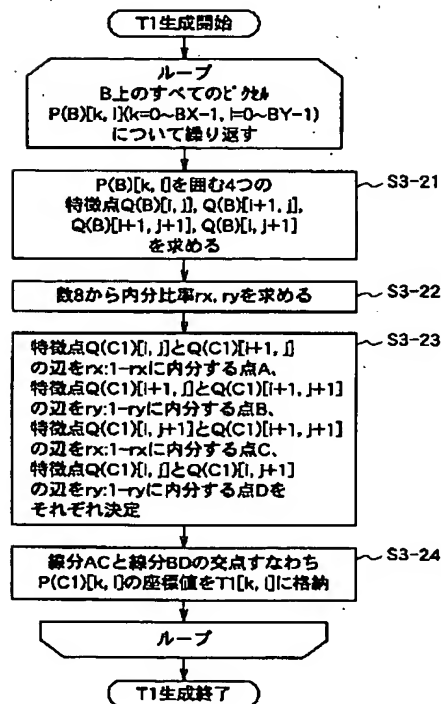 T1生成開始
ループ
B上のすべてのピクセル
P(B)[k, l](k=0~BX-1, l=0~BY-1)
について繰り返す
P(B)[k, l]を囲む4つの
特徴点Q(B)[i, j], Q(B)[i+1, j],
Q(B)[i+1, j+1], Q(B)[i, j+1]
を求める
S3-21
数8から内分比率rx, ryを求める
S3-22
特徴点Q(C1)[i, j]とQ(C1)[i+1, j]
の辺をrx:1-rxに内分する点A、
特徴点Q(C1)[i+1, j]とQ(C1)[i+1, j+1]
の辺をry:1-ryに内分する点B、
特徴点Q(C1)[i, j+1]とQ(C1)[i+1, j+1]
の辺をrx:1-rxに内分する点C、
特徴点Q(C1)[i, j]とQ(C1)[i, j+1]
の辺をry:1-ryに内分する点Dを
それぞれ決定
S3-23
線分ACと線分BDの交点すなわち
P(C1)[k, l]の座標値をT1[k, l]に格納
S3-24
ループ
T1生成終了